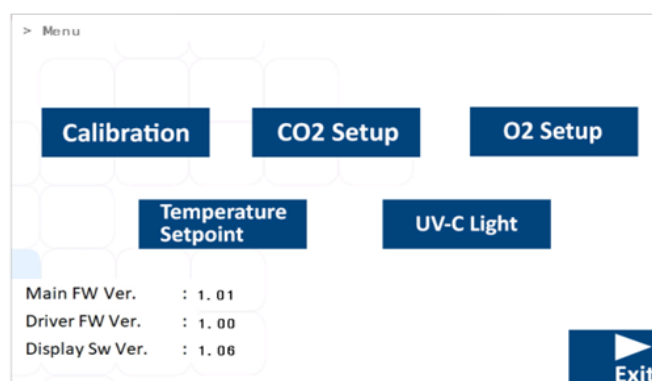 > Menu
Calibration CO2 Setup O2 Setup
Temperature
Setpoint
UV-C Light
Main FW Ver. : 1.01
Driver FW Ver. : 1.00
Display Sw Ver. : 1.06
Exit